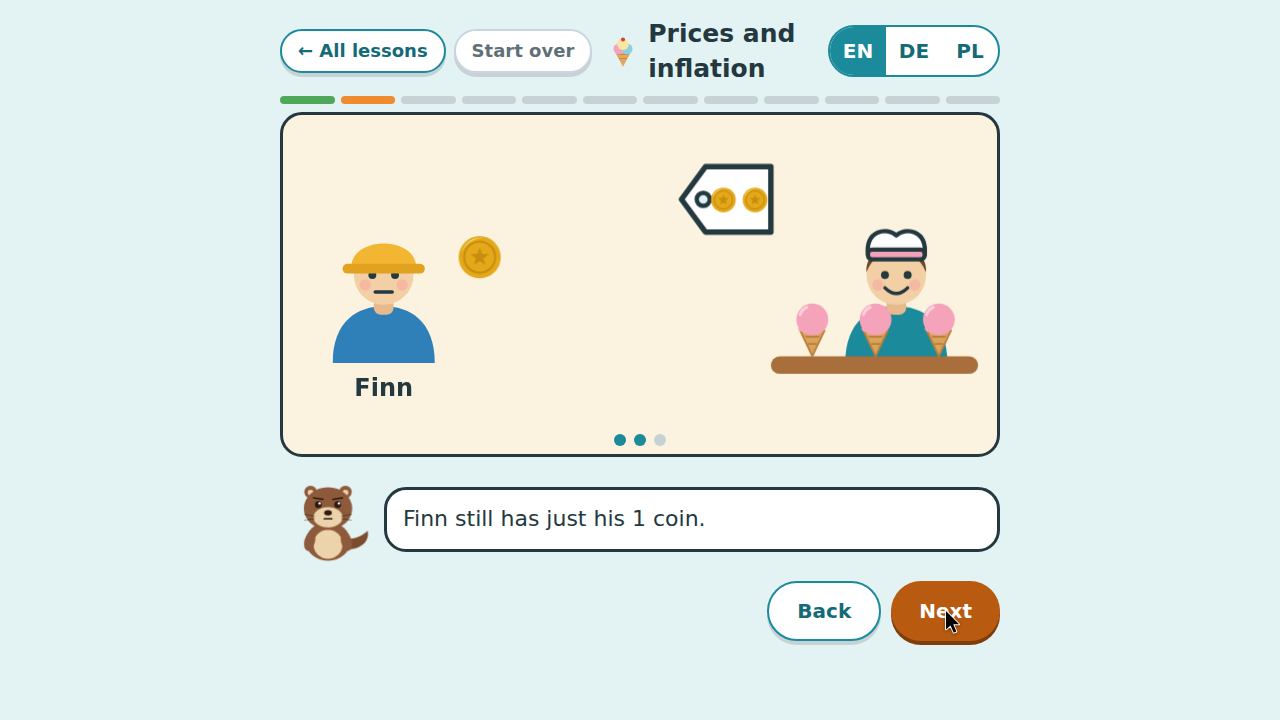 ← All lessons
Start over
Prices and
inflation
EN
DE
PL
Finn
Finn still has just his 1 coin.
Back
Next